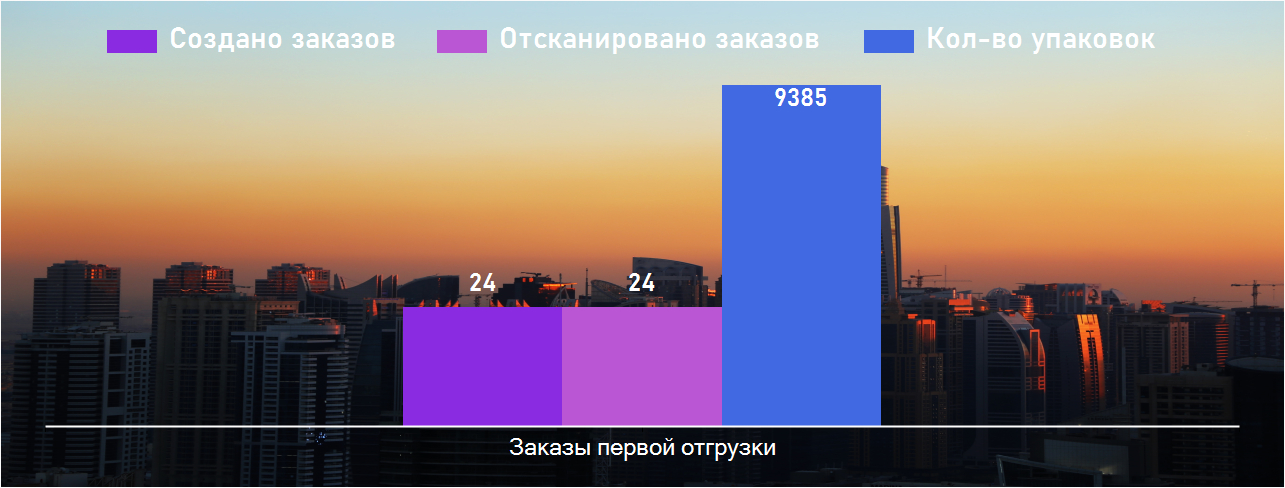 Создано заказов Отсканировано заказов Кол-во упаковок
9385
24 24
Заказы первой отгрузки